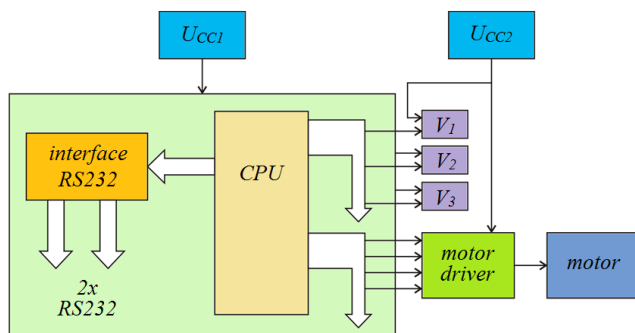 UCC1
UCC2
interface
RS232
CPU
V1
V2
V3
2x
RS232
motor
driver
motor